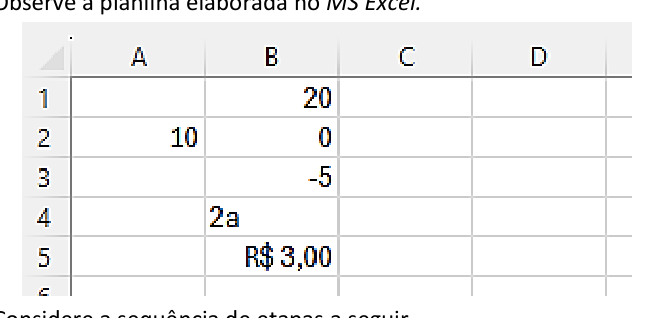 Observe a planilha elaborada no MS Excel.
A B C D
1 20
2 10 0
3 -5
4 2a
5 R$ 3,00
6
Considere a sequência de etapas a seguir